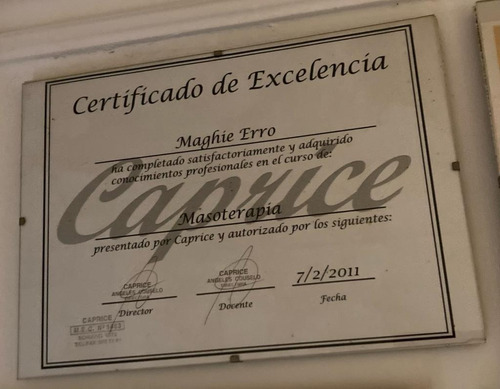 Certificado de Excelencia
Maghie Erro
ha completado satisfactoriamente y adquirido
conocimientos profesionales en el curso de:
Caprice
Masoterapia
presentado por Caprice y autorizado por los siguientes:
CAPRICE
CAPRICE
7/2/2011
Director
Docente
Fecha
CAPRICE